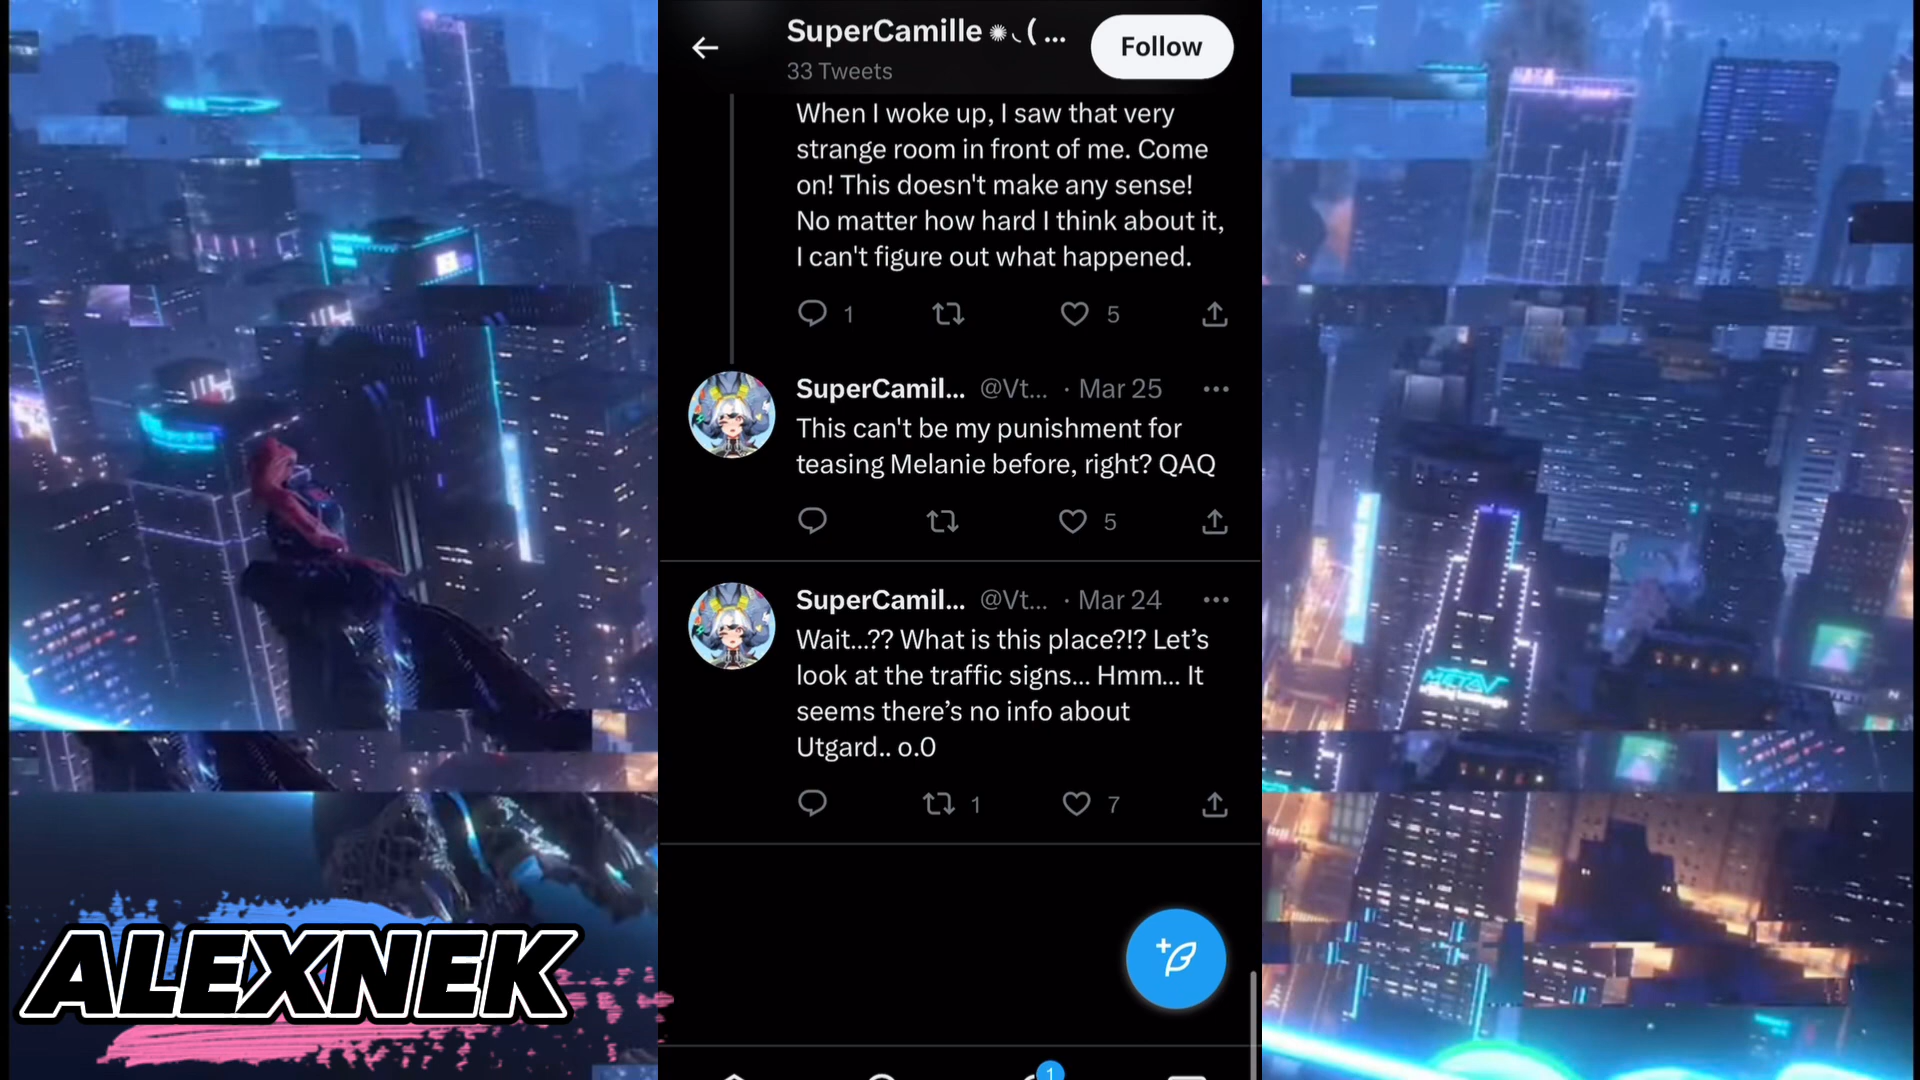 SuperCamille ✺◟( ...
33 Tweets
Follow
When I woke up, I saw that very
strange room in front of me. Come
on! This doesn't make any sense!
No matter how hard I think about it,
I can't figure out what happened.
1
5
SuperCamil... @Vt... · Mar 25
This can't be my punishment for
teasing Melanie before, right? QAQ
5
SuperCamil... @Vt... · Mar 24
Wait...?? What is this place?!? Let’s
look at the traffic signs... Hmm... It
seems there’s no info about
Utgard.. o.0
1
7
1
ALEXNEK